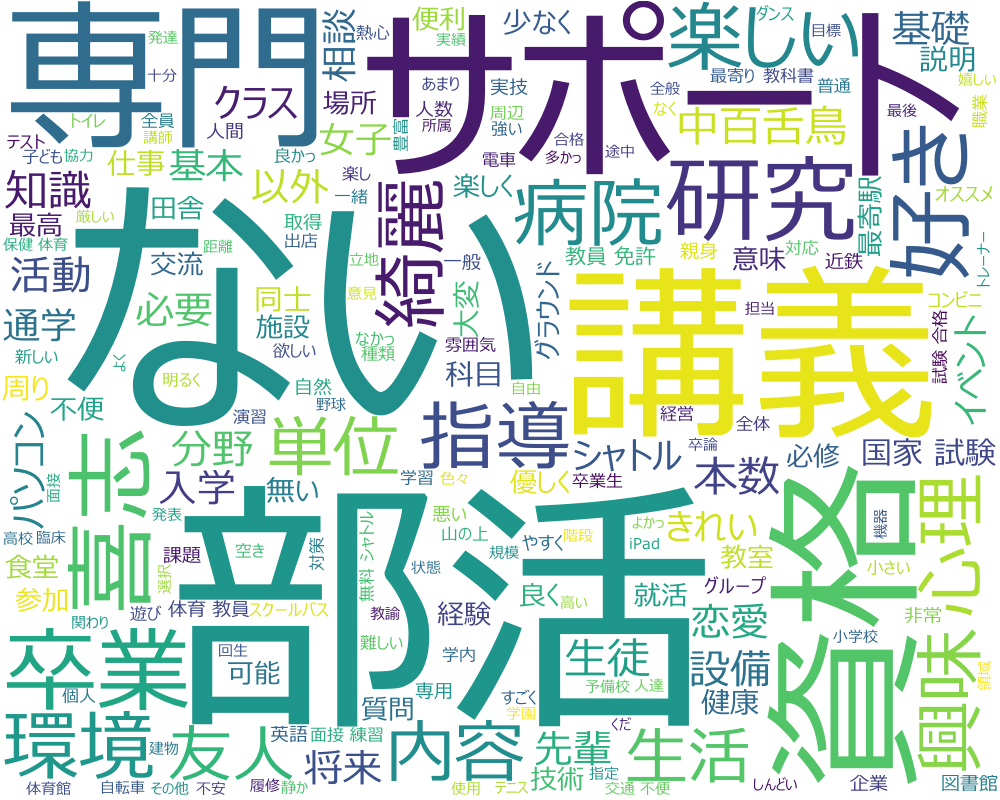 専門
サポート
ない
講義
部活
資格
研究
楽しい
好き
中百舌鳥
基礎
説明
相談
便利
少なく
ダンス
目標
実績
熱心
発達
十分
あまり
実技
最寄り
教科書
全般
普通
嬉しい
クラス
場所
人数
所属
周辺
強い
なく
最後
職業
トイレ
全員
講師
人間
女子
豊富
電車
多かっ
合格
途中
テスト
子ども
協力
仕事
基本
良かっ
以外
楽し
楽しく
病院
最寄駅
オススメ
知識
田舎
一緒
綺麗
教員 免許
親身
意味
対応
近鉄
トレーナー
厳しい
最高
取得
出店
保健 体育
距離
立地
一般
活動
交流
必要
同士
意見
大変
グラウンド
担当
コンビニ
通学
施設
なかっ
種類
雰囲気
試験 合格
イベント
新しい
よく
欲しい
科目
周り
明るく
自然
自由
不便
演習
野球
経営
全体
指導
パソコン
面接
喜志
分野
単位
シャトル
卒論
本数
必修
国家 試験
入学
無い
学習
色々
優しく
卒業生
心理
発表
悪い
山の上
階段
よかっ
きれい
高校
臨床
課題
空き
対策
無料 シャトル
規模
やすく
iPad
教室
機器
食堂
選択
状態
小さい
参加
遊び
体育 教員
スクールバス
教諭
経験
良く
高い
就活
グループ
非常
関わり
難しい
恋愛
小学校
卒業
回生
学内
生徒
興味
個人
可能
専用
すごく
予備校
人達
設備
領域
質問
学園
健康
環境
建物
友人
英語
面接 練習
内容
くだ
先輩
生活
将来
技術
指定
しんどい
体育館
自転車
その他
不安
履修
静か
使用
テニス
交通 不便
企業
図書館